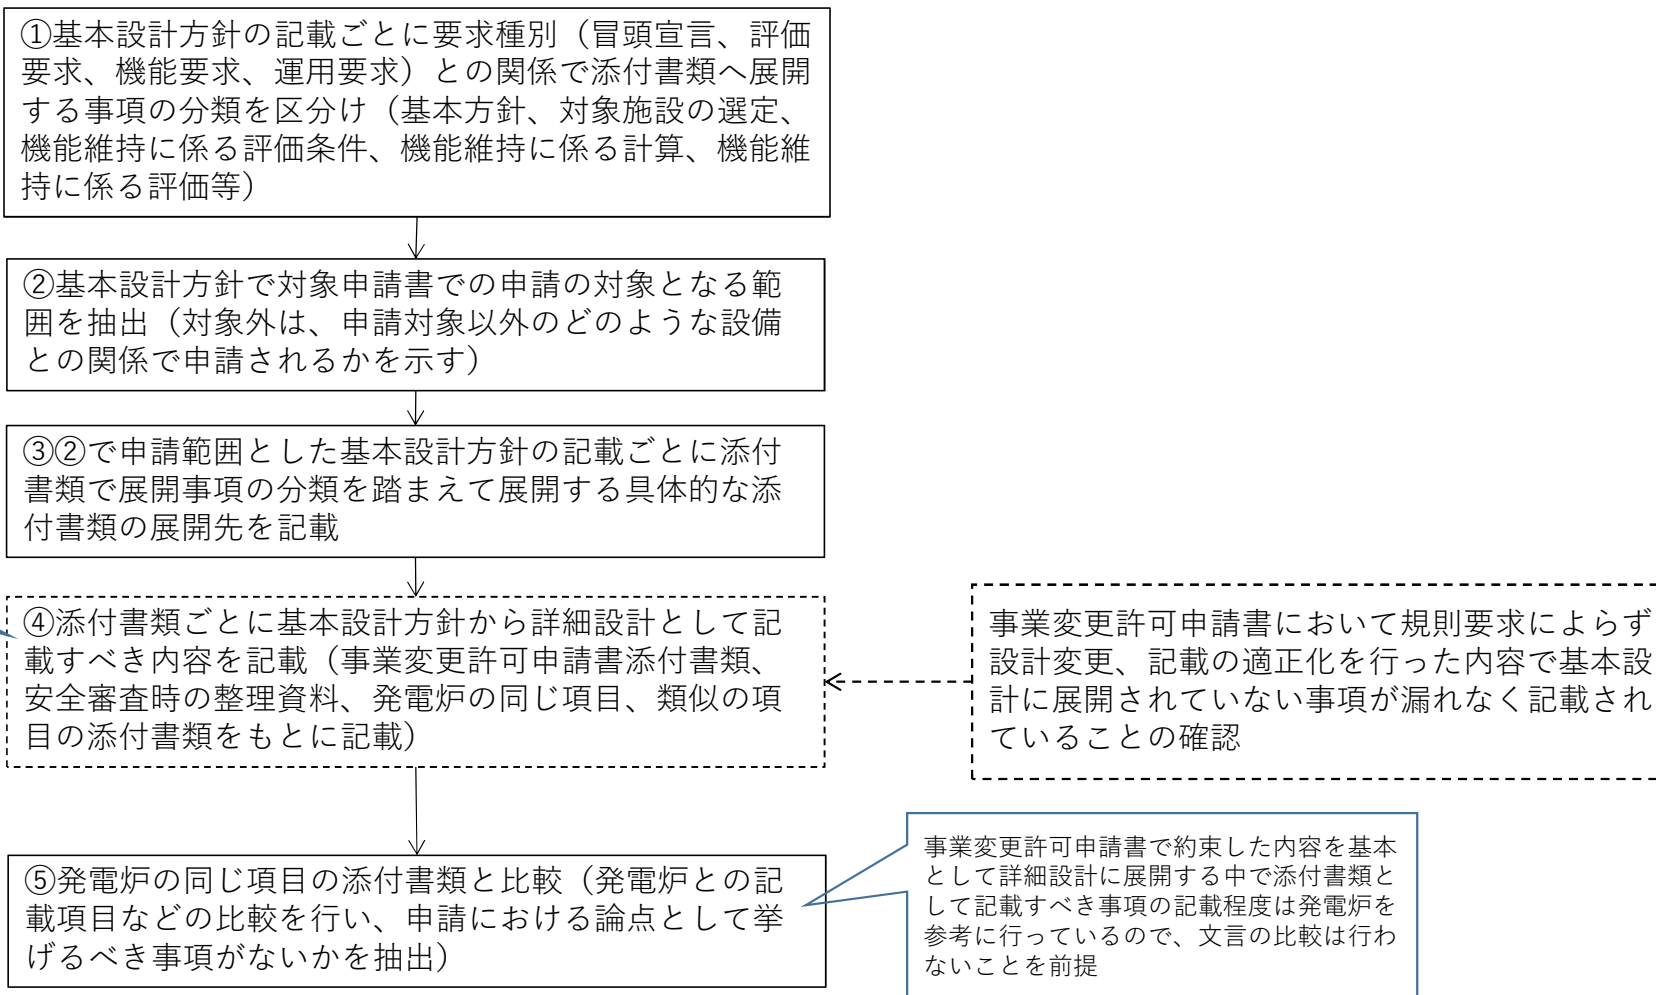 ①基本設計方針の記載ごとに要求種別（冒頭宣言、評価
要求、機能要求、運用要求）との関係で添付書類へ展開
する事項の分類を区分け（基本方針、対象施設の選定、
機能維持に係る評価条件、機能維持に係る計算、機能維
持に係る評価等）
②基本設計方針で対象申請書での申請の対象となる範
囲を抽出（対象外は、申請対象以外のどのような設備
との関係で申請されるかを示す）
③②で申請範囲とした基本設計方針の記載ごとに添付
書類で展開事項の分類を踏まえて展開する具体的な添
付書類の展開先を記載
④添付書類ごとに基本設計方針から詳細設計として記
載すべき内容を記載（事業変更許可申請書添付書類、
安全審査時の整理資料、発電炉の同じ項目、類似の項
目の添付書類をもとに記載）
事業変更許可申請書において規則要求によらず
設計変更、記載の適正化を行った内容で基本設
計に展開されていない事項が漏れなく記載され
ていることの確認
⑤発電炉の同じ項目の添付書類と比較（発電炉との記
載項目などの比較を行い、申請における論点として挙
げるべき事項がないかを抽出）
事業変更許可申請書で約束した内容を基本
として詳細設計に展開する中で添付書類と
して記載すべき事項の記載程度は発電炉を
参考に行っているので、文言の比較は行わ
ないことを前提